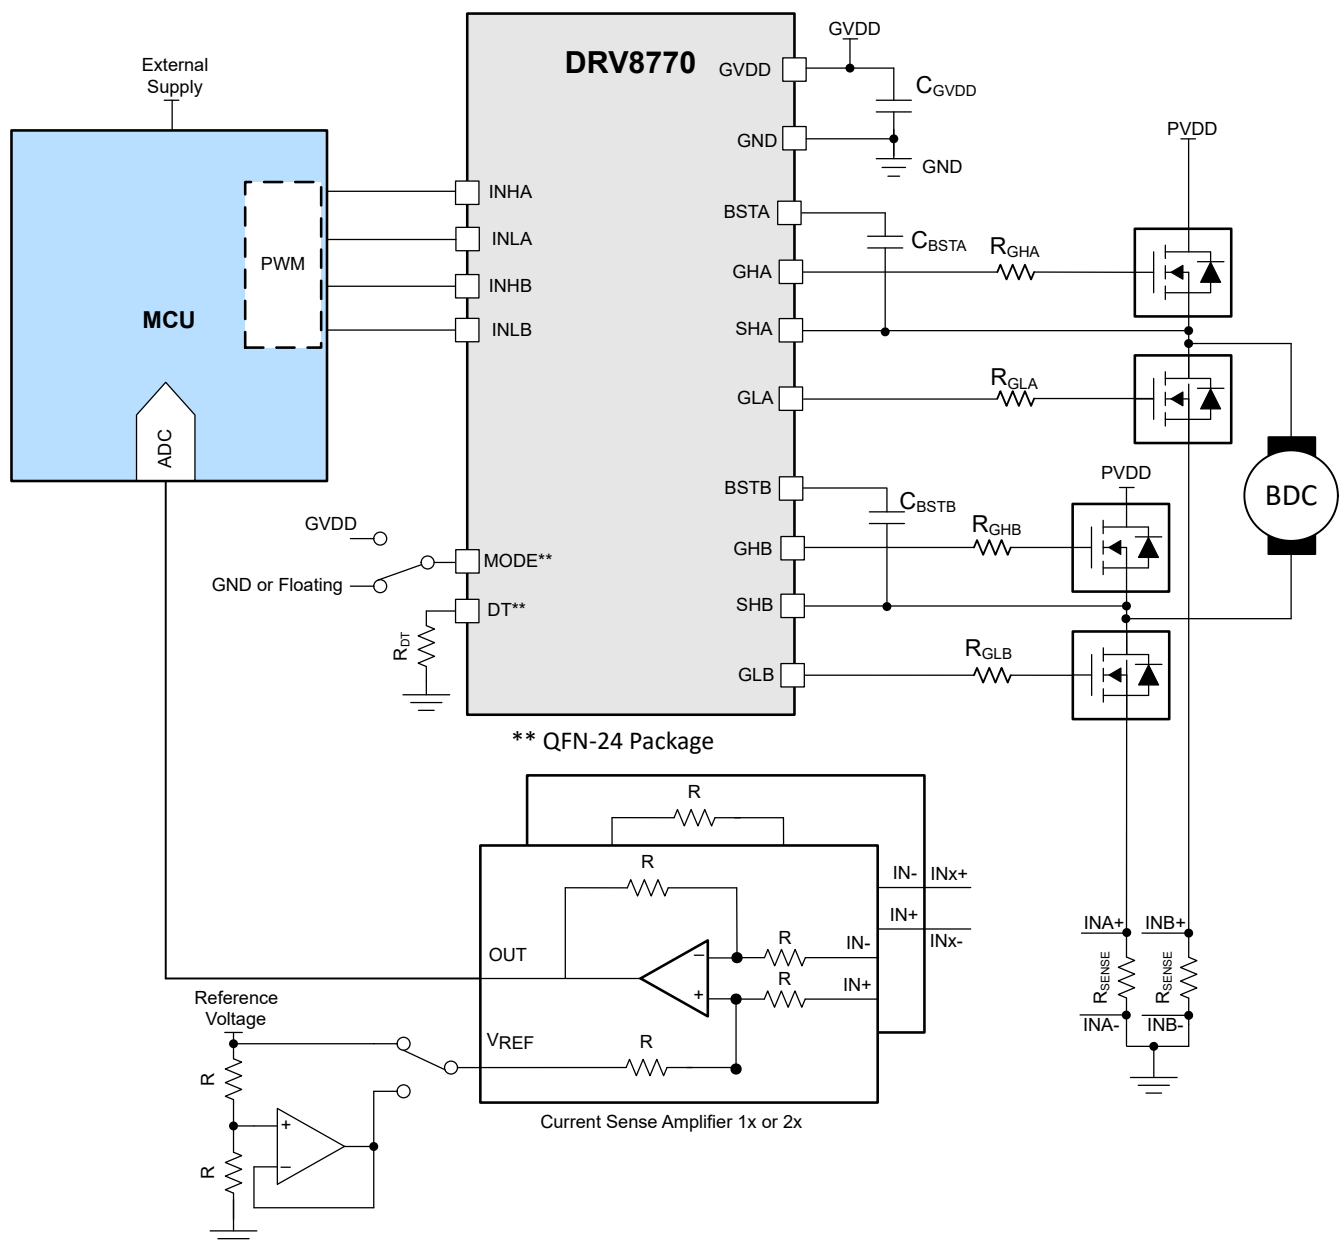 DRV8770
External
Supply
MCU
PWM
ADC
INHA
INLA
INHB
INLB
GVDD
GND or Floating
MODE**
DT**
RDT
GVDD
GND
BSTA
GHA
SHA
GLA
BSTB
GHB
SHB
GLB
GVDD
CGVDD
GND
CBSTA
RGHA
RGLA
CBSTB
RGHB
RGLB
PVDD
PVDD
BDC
** QFN-24 Package
R
R
IN- INx+
IN+
INx-
OUT
R
IN-
R
IN+
VREF
R
Current Sense Amplifier 1x or 2x
Reference
Voltage
R
R
+
–
–
+
INA+ INB+
RSENSE RSENSE
INA- INB-